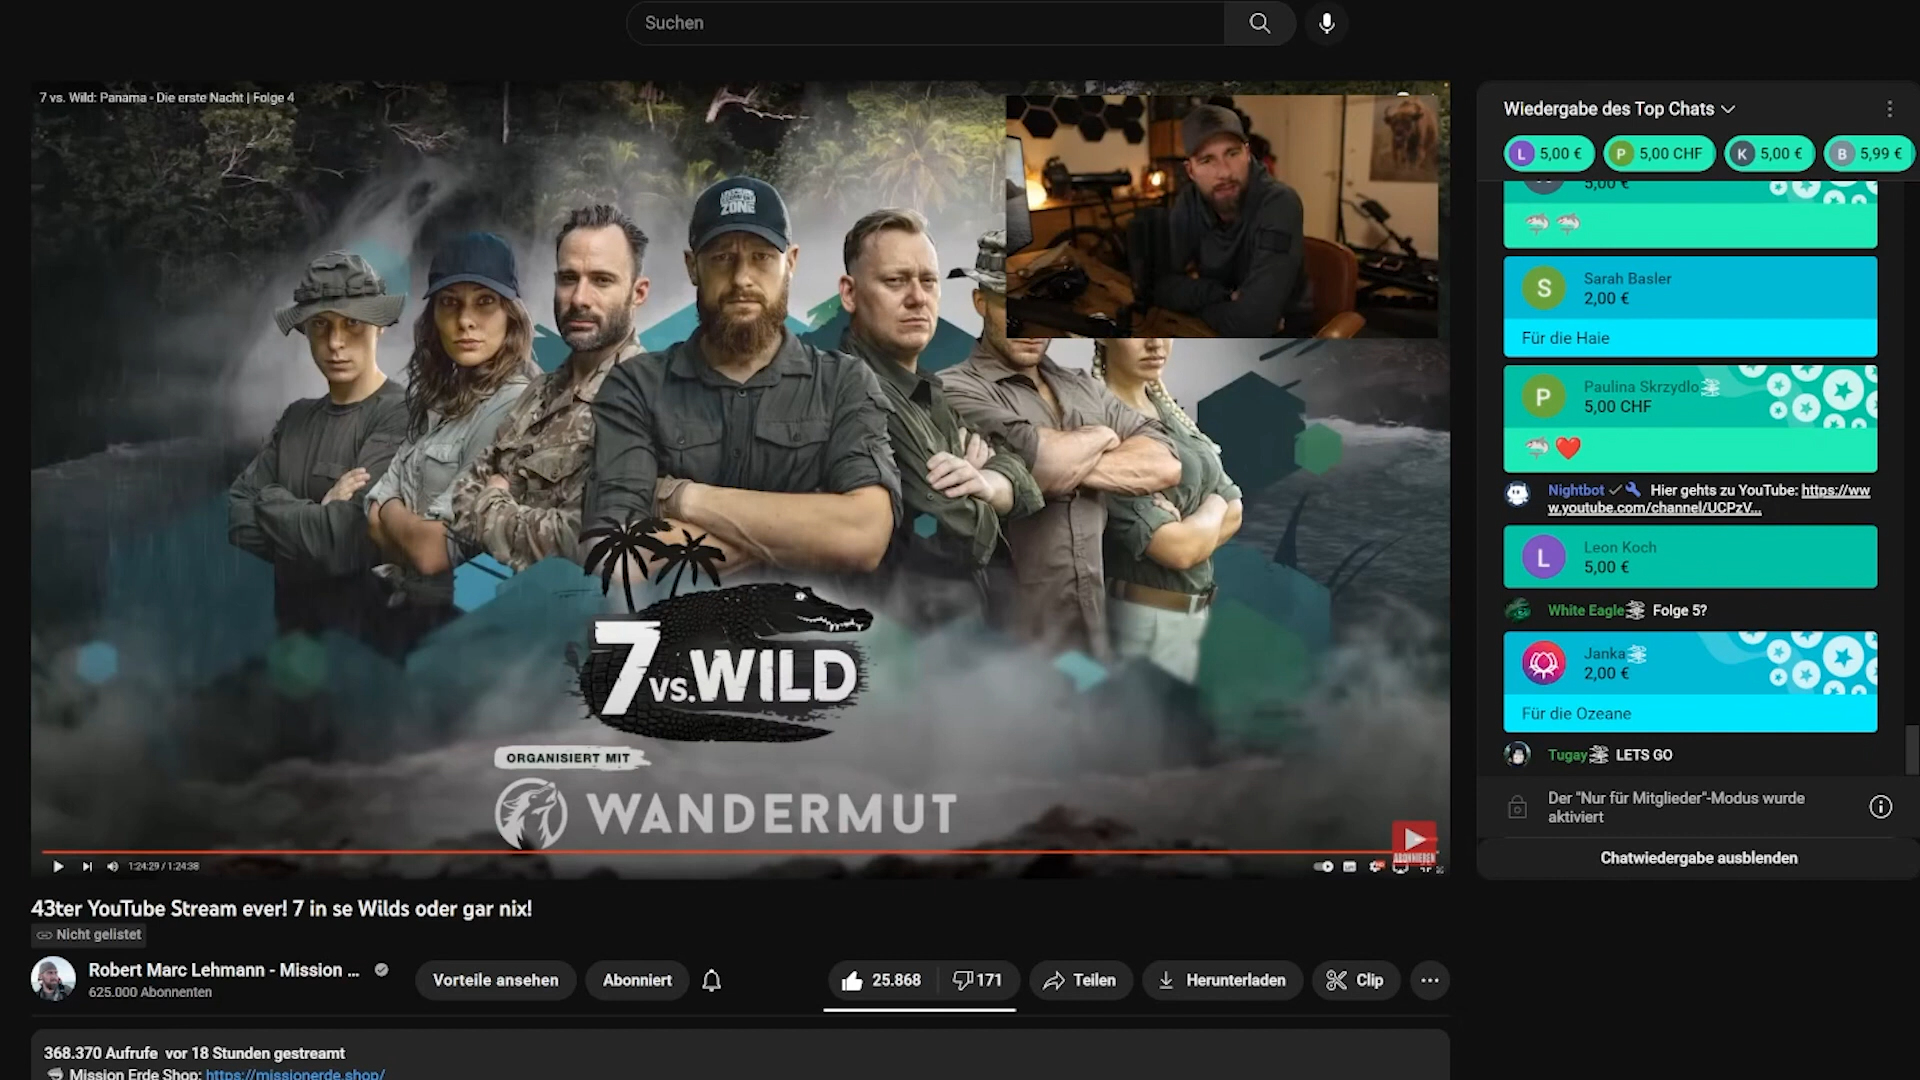 Suchen
7 vs. Wild: Panama - Die erste Nacht | Folge 4
ZONE
7 VS. WILD
ORGANISIERT MIT
WANDERMUT
ABONNIEREN
1:24:29 / 1:24:38
43ter YouTube Stream ever! 7 in se Wilds oder gar nix!
Nicht gelistet
Robert Marc Lehmann - Mission ...
625.000 Abonnenten
Vorteile ansehen
Abonniert
25.868
171
Teilen
Herunterladen
Clip
368.370 Aufrufe vor 18 Stunden gestreamt
Mission Erde Shop: https://missionerde.shop/
Wiedergabe des Top Chats
L 5,00 €
P 5,00 CHF
K 5,00 €
B 5,99 €
5,00 €
S
Sarah Basler
2,00 €
Für die Haie
P
Paulina Skrzydlo
5,00 CHF
Nightbot Hier gehts zu YouTube: https://ww
w.youtube.com/channel/UCPzV...
L
Leon Koch
5,00 €
White Eagle Folge 5?
Janka
2,00 €
Für die Ozeane
Tugay LETS GO
Der "Nur für Mitglieder"-Modus wurde
aktiviert
Chatwiedergabe ausblenden